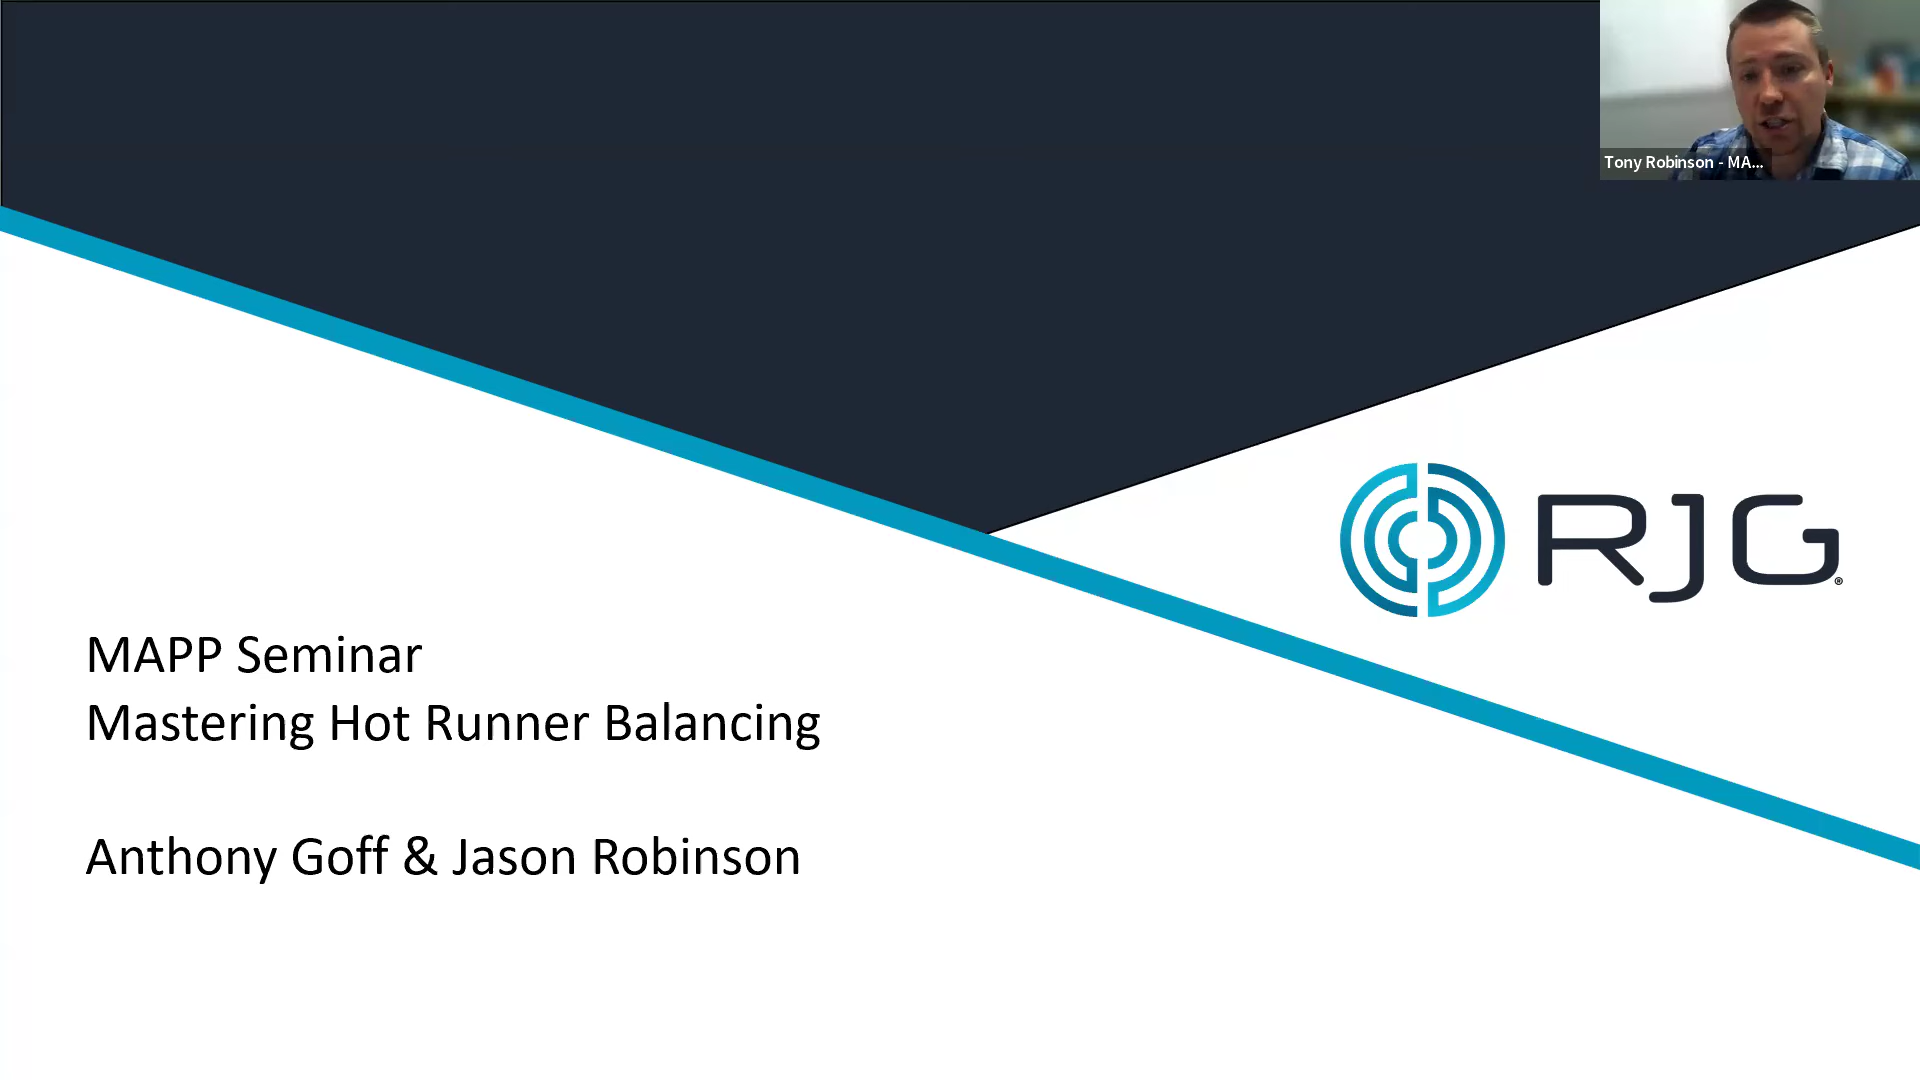 Tony Robinson - MA...
RJG®
MAPP Seminar
Mastering Hot Runner Balancing
Anthony Goff & Jason Robinson